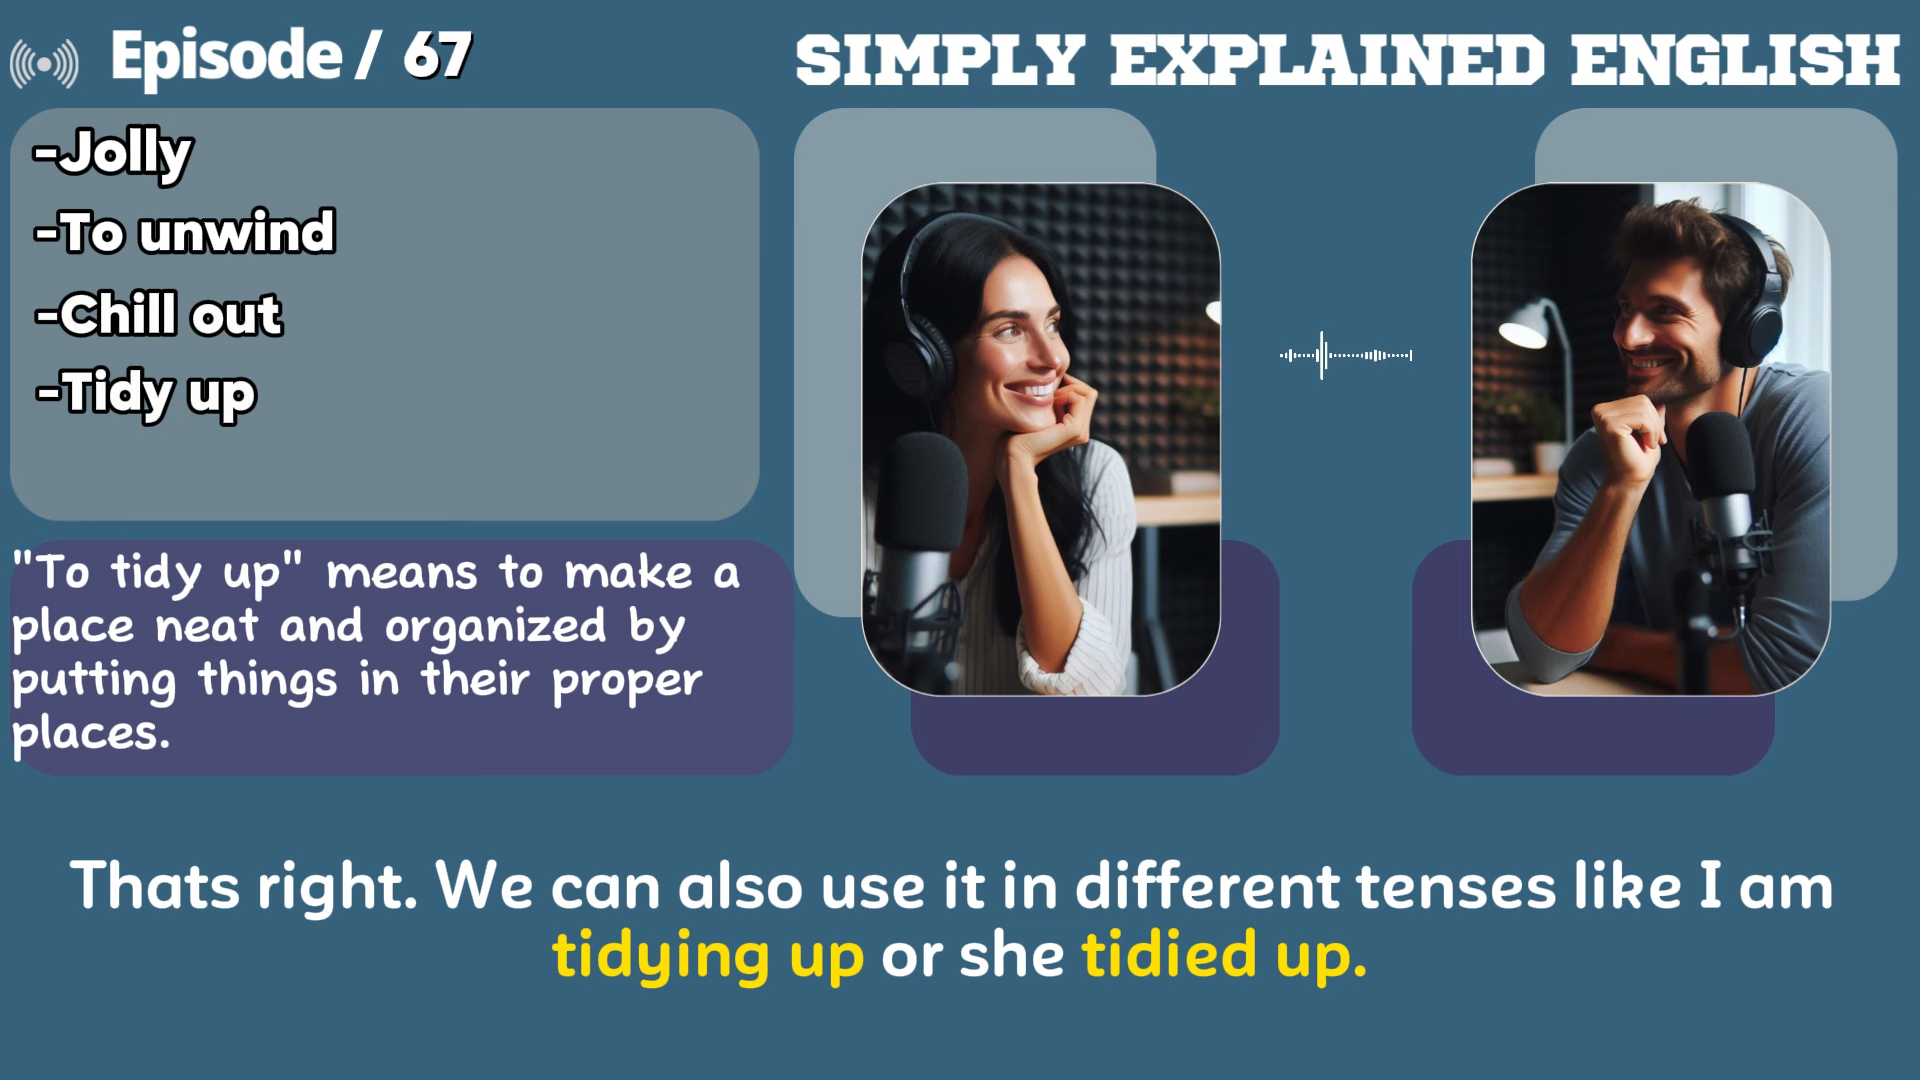 Episode / 67
SIMPLY EXPLAINED ENGLISH
-Jolly
-To unwind
-Chill out
-Tidy up
"To tidy up" means to make a
place neat and organized by
putting things in their proper
places.
Thats right. We can also use it in different tenses like I am
tidying up or she tidied up.